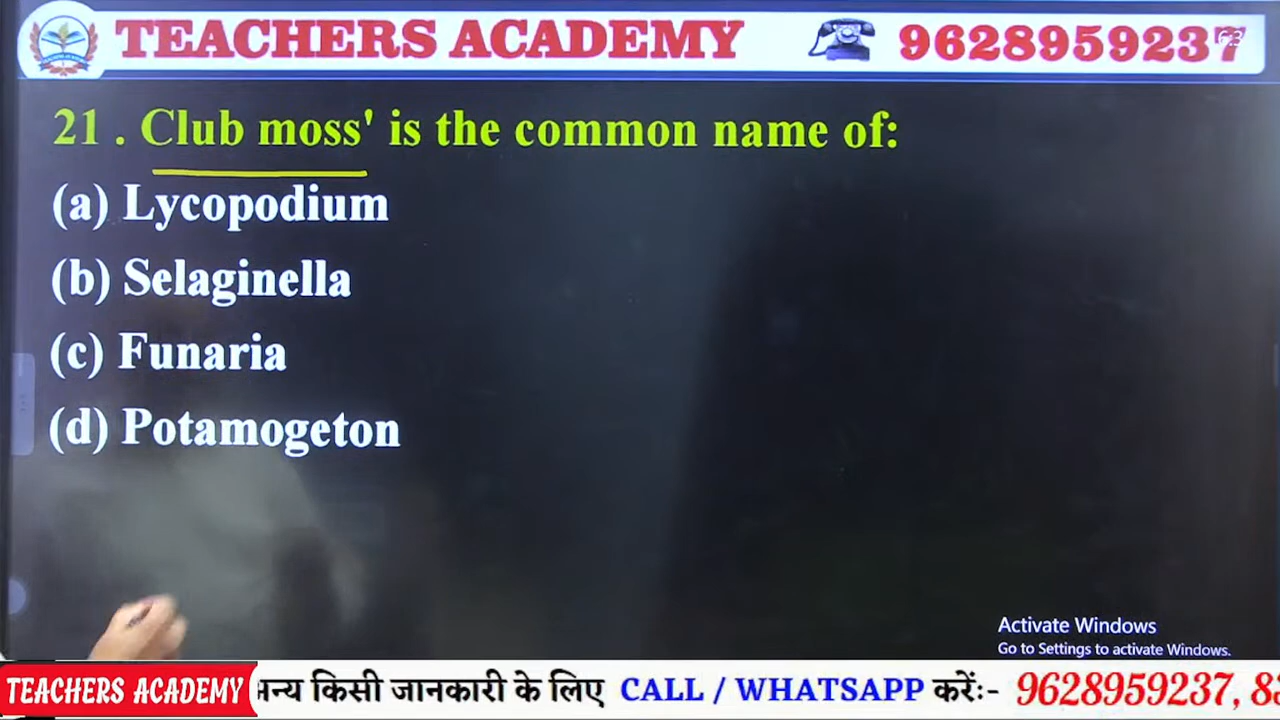 TEACHERS ACADEMY
9628959237
21 . Club moss' is the common name of:
(a) Lycopodium
(b) Selaginella
(c) Funaria
(d) Potamogeton
Activate Windows
Go to Settings to activate Windows.
TEACHERS ACADEMY
किसी जानकारी के लिए CALL / WHATSAPP करें:- 9628959237,